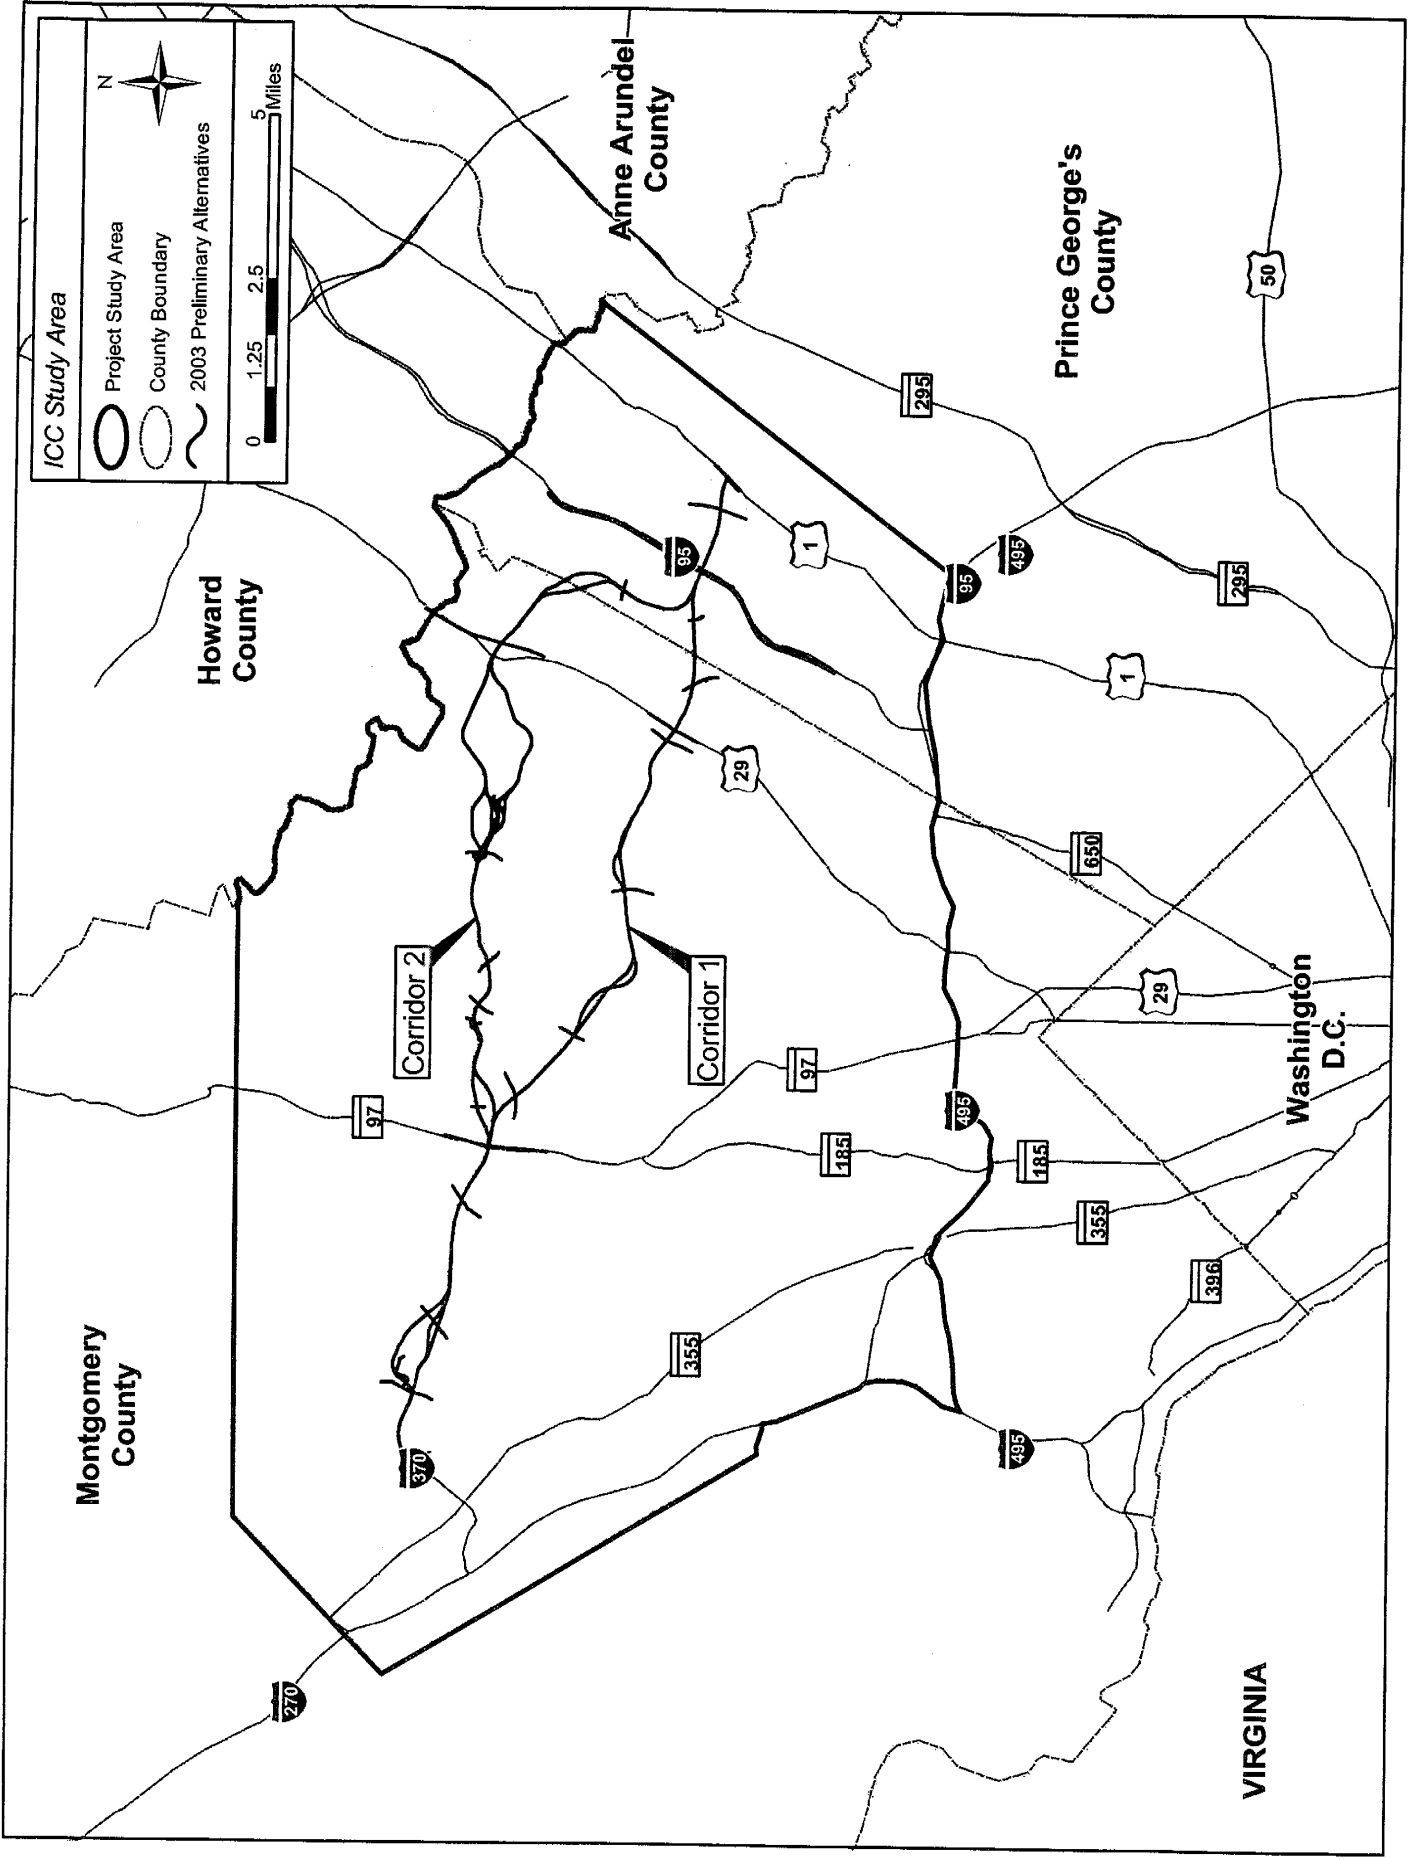 ICC Study Area
N
Project Study Area
County Boundary
2003 Preliminary Alternatives
0 1.25 2.5 5
Miles
Montgomery
County
Howard
County
Anne Arundel
County
Prince George's
County
Washington
D.C.
VIRGINIA
Corridor 2
Corridor 1
270
370
97
355
185
97
29
95
1
295
50
495
495
95
495
185
355
396
29
650
1
295